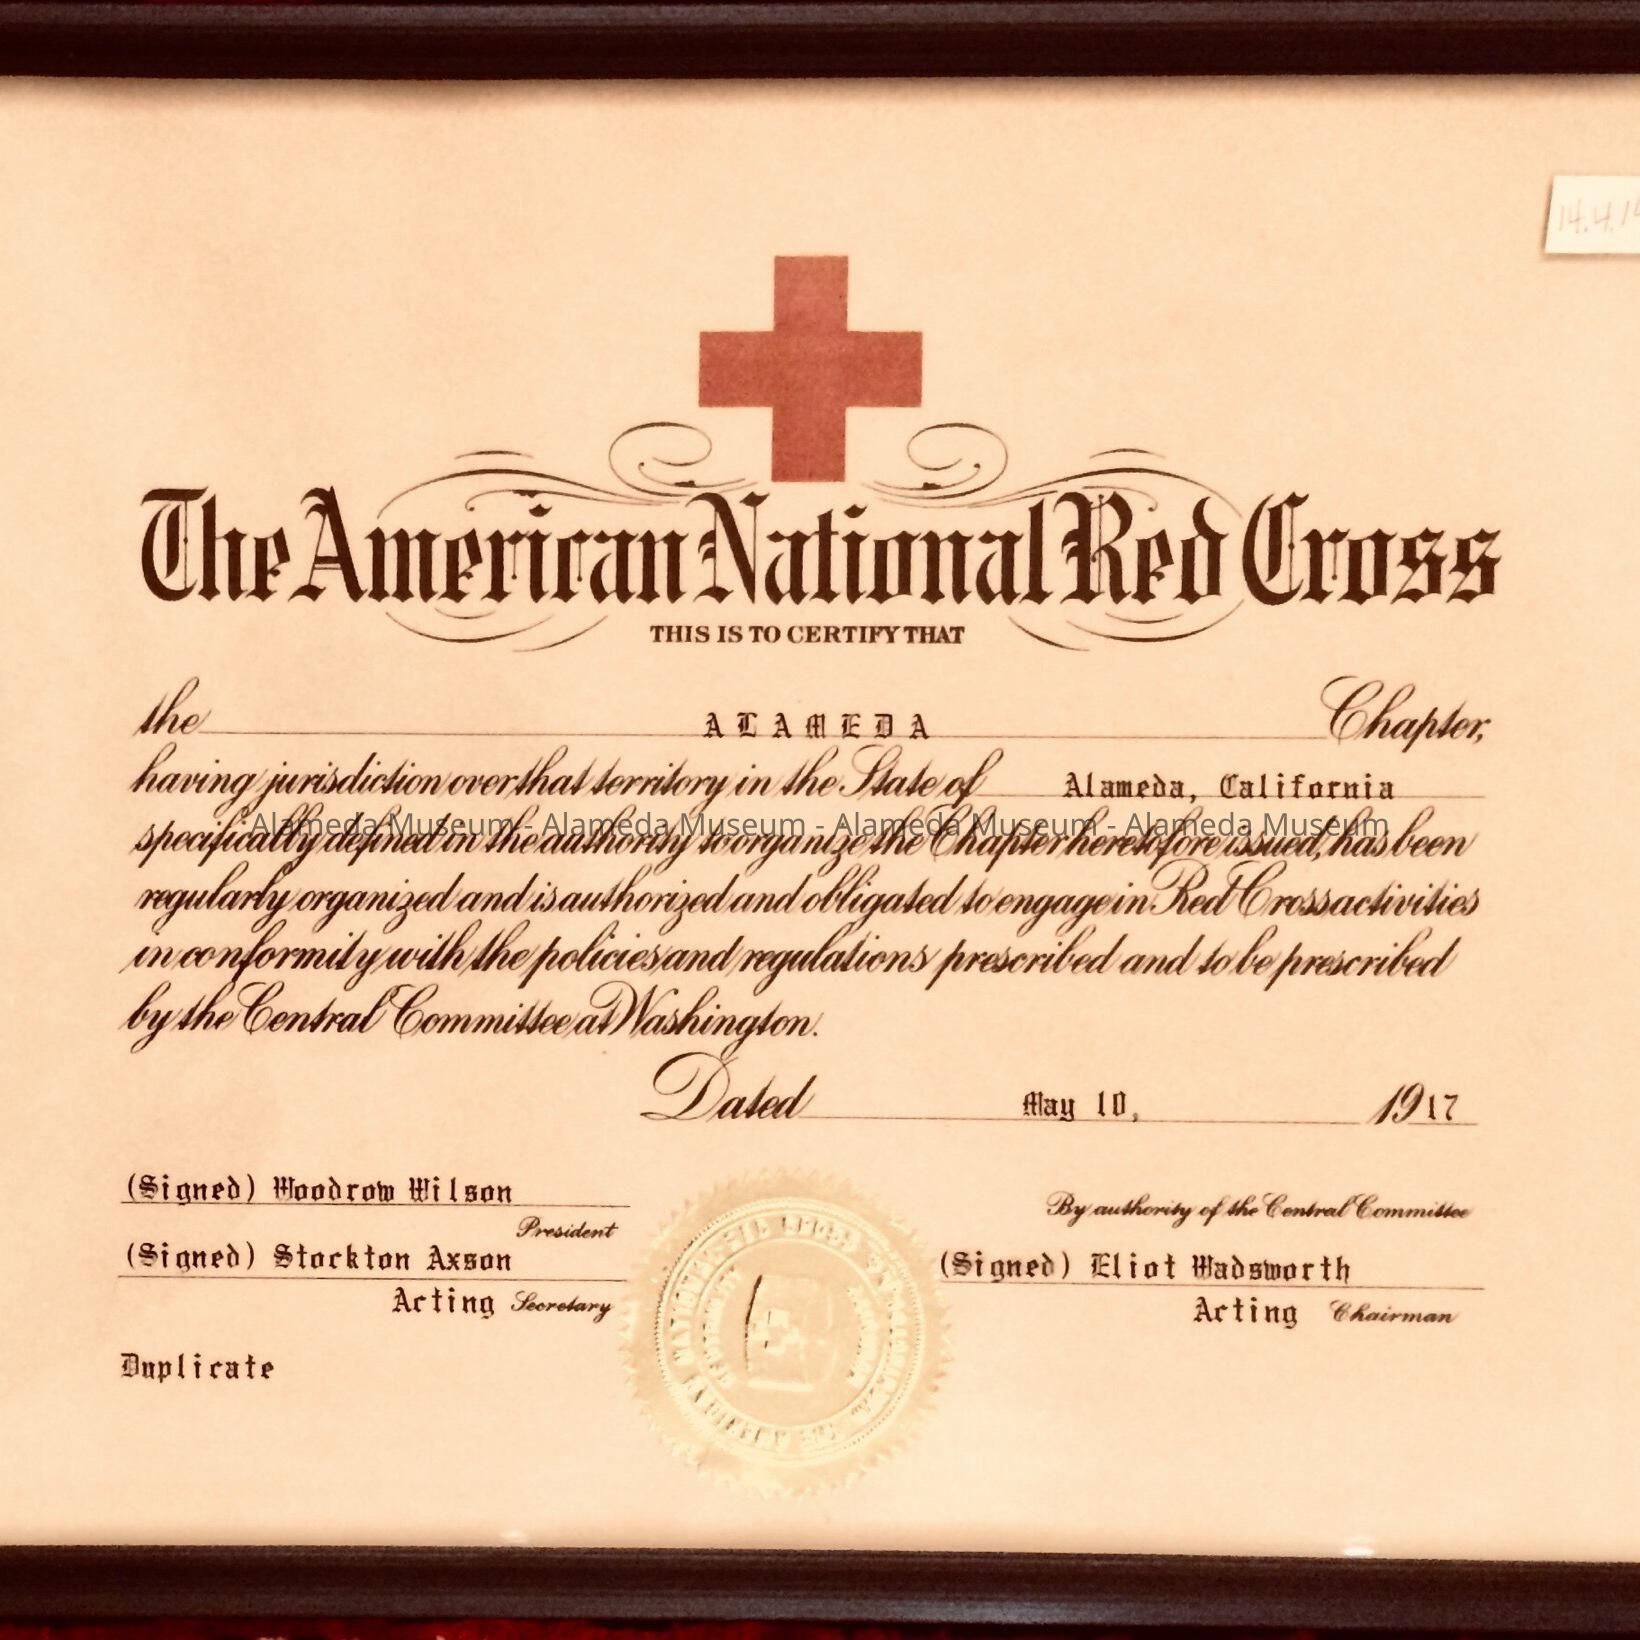 14.4.1
The American National Red Cross
THIS IS TO CERTIFY THAT
the ALAMEDA Chapter,
having jurisdiction over that territory in the State of Alameda, California
Alameda Museum - Alameda Museum - Alameda Museum - Alameda Museum
specifically defined in the authority to organize the Chapter heretofore issued, has been
regularly organized and is authorized and obligated to engage in Red Cross activities
in conformity with the policies and regulations prescribed and to be prescribed
by the Central Committee at Washington.
Dated May 10, 1917
(Signed) Woodrow Wilson
President
By authority of the Central Committee
(Signed) Stockton Axson
Acting Secretary
(Signed) Eliot Wadsworth
Acting Chairman
Duplicate